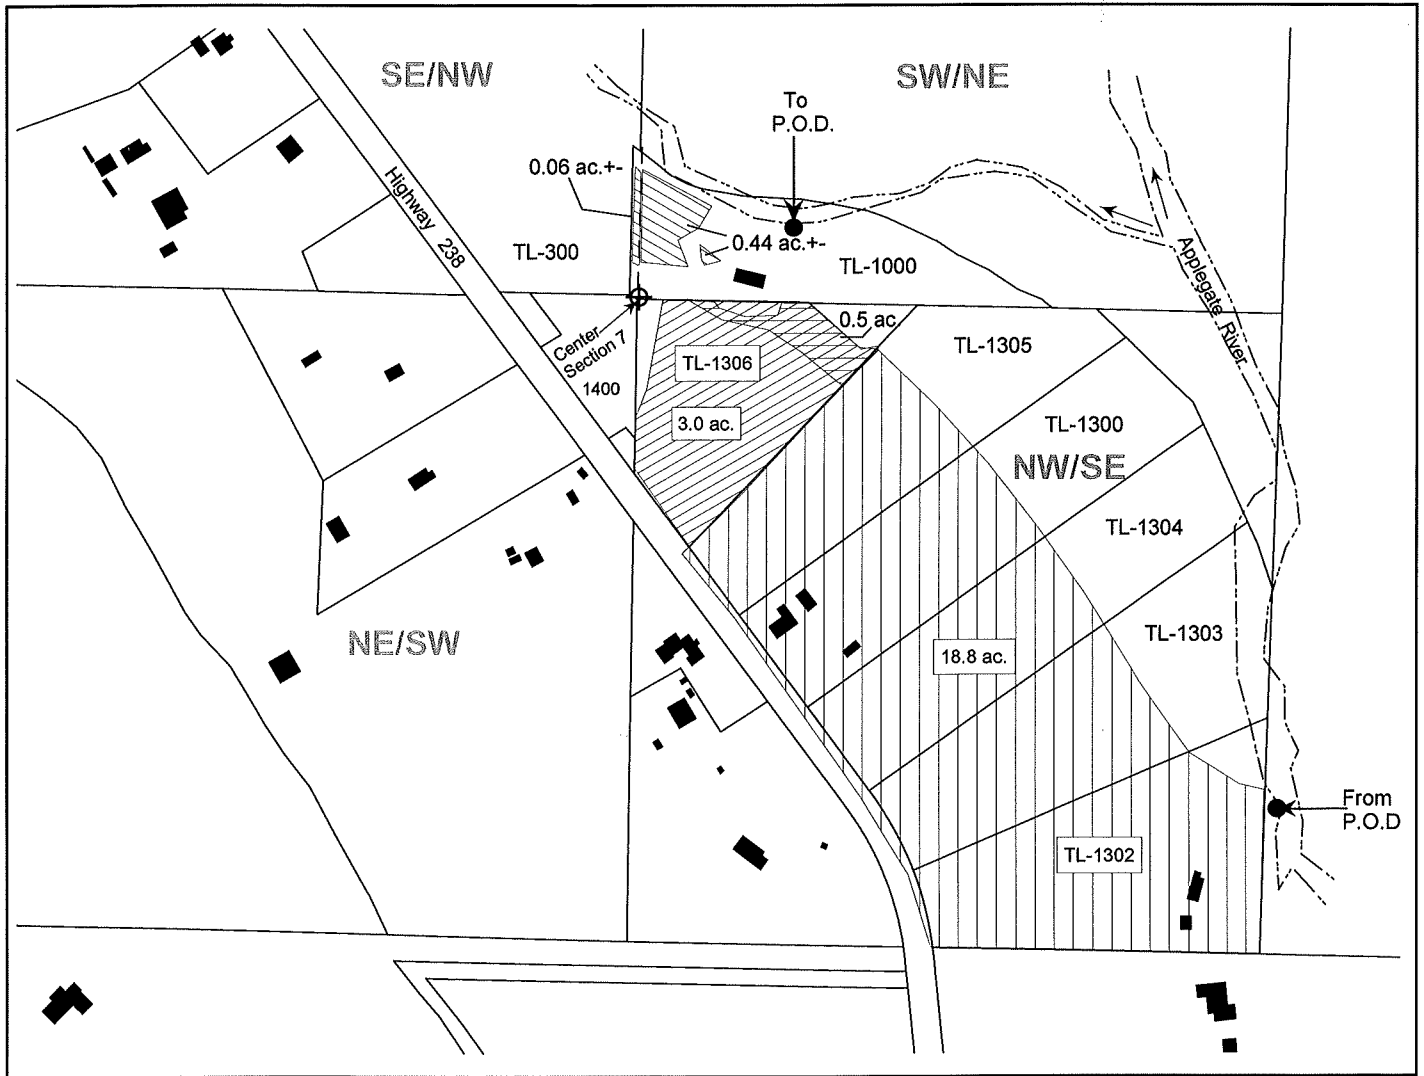 SE/NW
SW/NE
To
P.O.D.
0.06 ac.+-
Highway 238
TL-300
0.44 ac.+-
TL-1000
Applegate River
Center
Section 7
1400
0.5 ac.
TL-1306
TL-1305
3.0 ac.
TL-1300
NW/SE
TL-1304
NE/SW
TL-1303
18.8 ac.
From
P.O.D
TL-1302